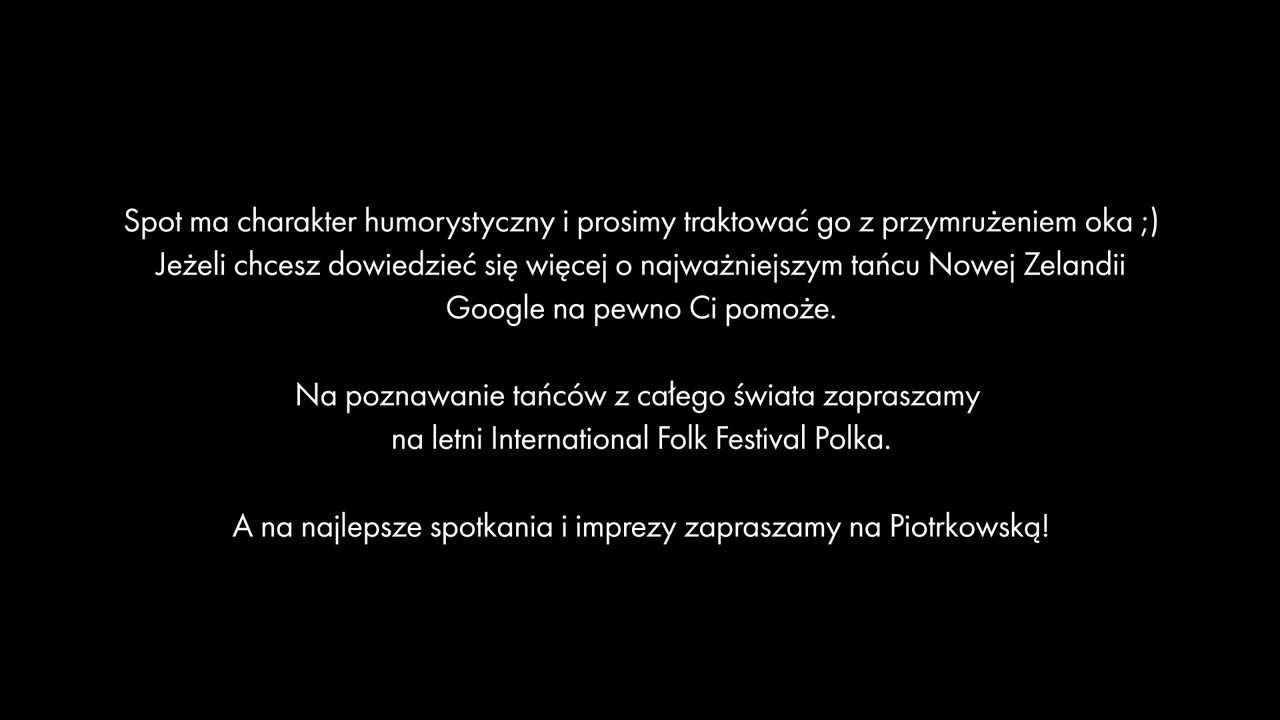 Spot ma charakter humorystyczny i prosimy traktować go z przymrużeniem oka ;)
Jeżeli chcesz dowiedzieć się więcej o najważniejszym tańcu Nowej Zelandii
Google na pewno Ci pomoże.
Na poznawanie tańców z całego świata zapraszamy
na letni International Folk Festival Polka.
A na najlepsze spotkania i imprezy zapraszamy na Piotrkowską!